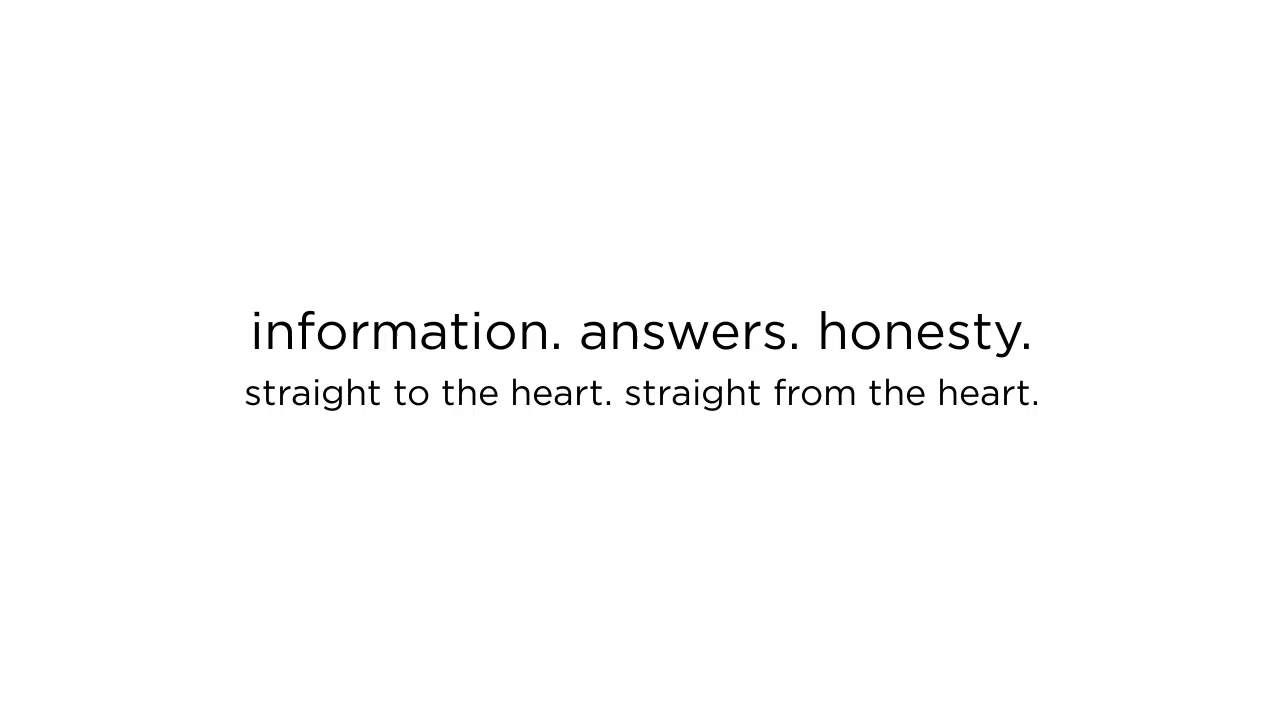 information. answers. honesty.
straight to the heart. straight from the heart.